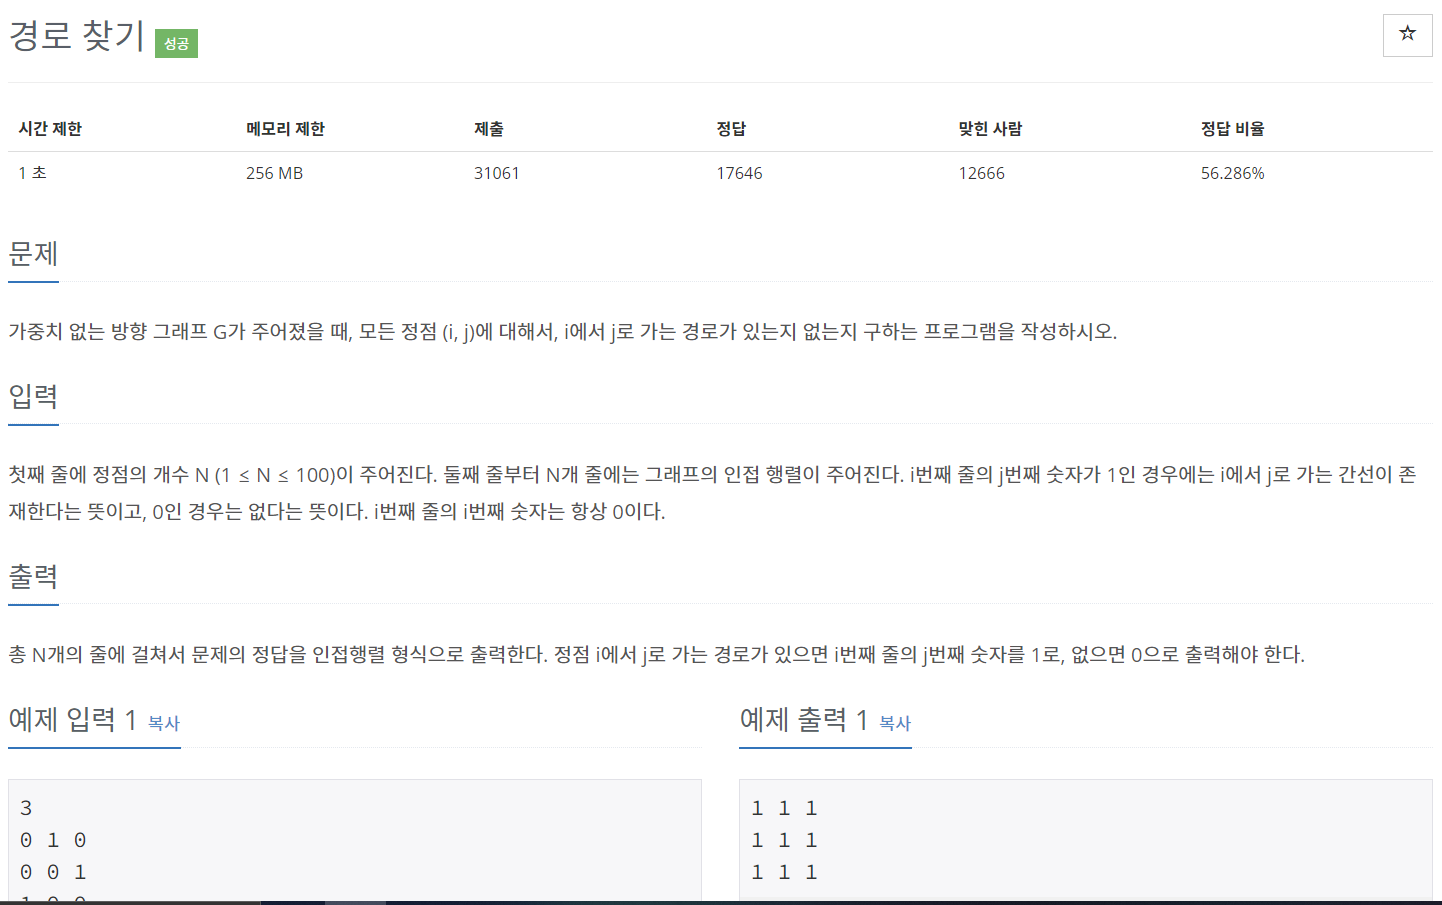 경로 찾기 성공
☆
시간 제한 메모리 제한 제출 정답 맞힌 사람 정답 비율
1 초 256 MB 31061 17646 12666 56.286%
문제
가중치 없는 방향 그래프 G가 주어졌을 때, 모든 정점 (i, j)에 대해서, i에서 j로 가는 경로가 있는지 없는지 구하는 프로그램을 작성하시오.
입력
첫째 줄에 정점의 개수 N (1 ≤ N ≤ 100)이 주어진다. 둘째 줄부터 N개 줄에는 그래프의 인접 행렬이 주어진다. i번째 줄의 j번째 숫자가 1인 경우에는 i에서 j로 가는 간선이 존
재한다는 뜻이고, 0인 경우는 없다는 뜻이다. i번째 줄의 i번째 숫자는 항상 0이다.
출력
총 N개의 줄에 걸쳐서 문제의 정답을 인접행렬 형식으로 출력한다. 정점 i에서 j로 가는 경로가 있으면 i번째 줄의 j번째 숫자를 1로, 없으면 0으로 출력해야 한다.
예제 입력 1 복사
3
0 1 0
0 0 1
예제 출력 1 복사
1 1 1
1 1 1
1 1 1